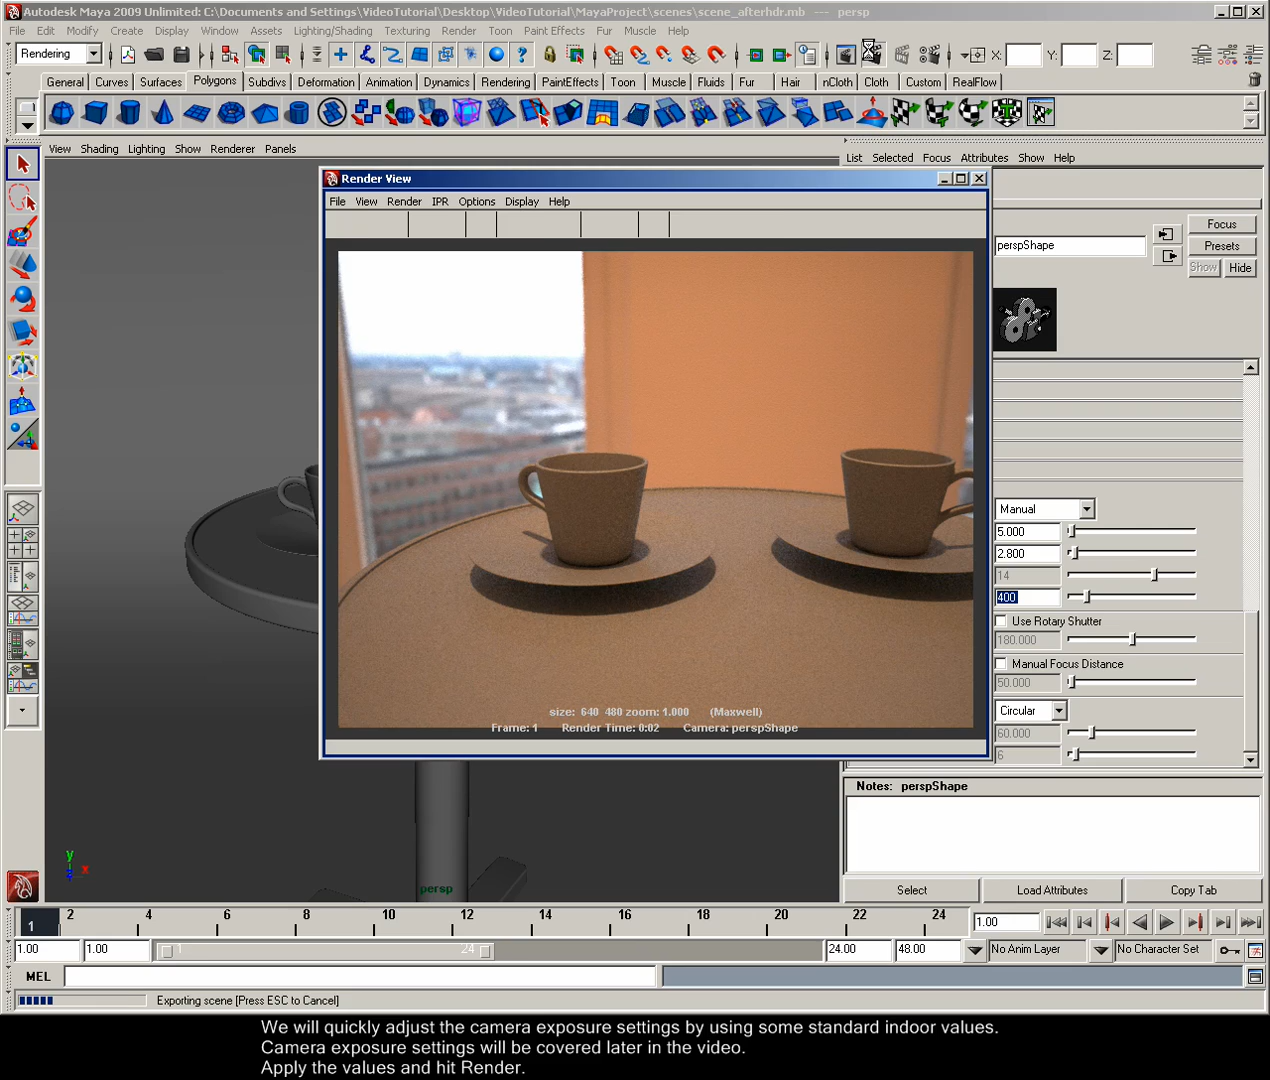 Autodesk Maya 2009 Unlimited: C:\Documents and Settings\VideoTutorial\Desktop\VideoTutorial\MayaProject\scenes\scene_afterhdr.mb --- persp
File Edit Modify Create Display Window Assets Lighting/Shading Texturing Render Toon Paint Effects Fur Muscle Help
Rendering X: Y: Z:
General Curves Surfaces Polygons Subdivs Deformation Animation Dynamics Rendering PaintEffects Toon Muscle Fluids Fur Hair nCloth Cloth Custom RealFlow
View Shading Lighting Show Renderer Panels
List Selected Focus Attributes Show Help
Render View
File View Render IPR Options Display Help
perspShape
Focus
Presets
Show Hide
Manual
5.000
2.800
14
400
Use Rotary Shutter
180.000
Manual Focus Distance
50.000
Circular
60.000
6
size: 640 480 zoom: 1.000 (Maxwell)
Frame: 1 Render Time: 0:02 Camera: perspShape
Notes: perspShape
Select Load Attributes Copy Tab
y
x
z
persp
1 2 4 6 8 10 12 14 16 18 20 22 24 1.00
1.00 1.00 1 24 24.00 48.00 No Anim Layer No Character Set
MEL
Exporting scene [Press ESC to Cancel]
We will quickly adjust the camera exposure settings by using some standard indoor values.
Camera exposure settings will be covered later in the video.
Apply the values and hit Render.